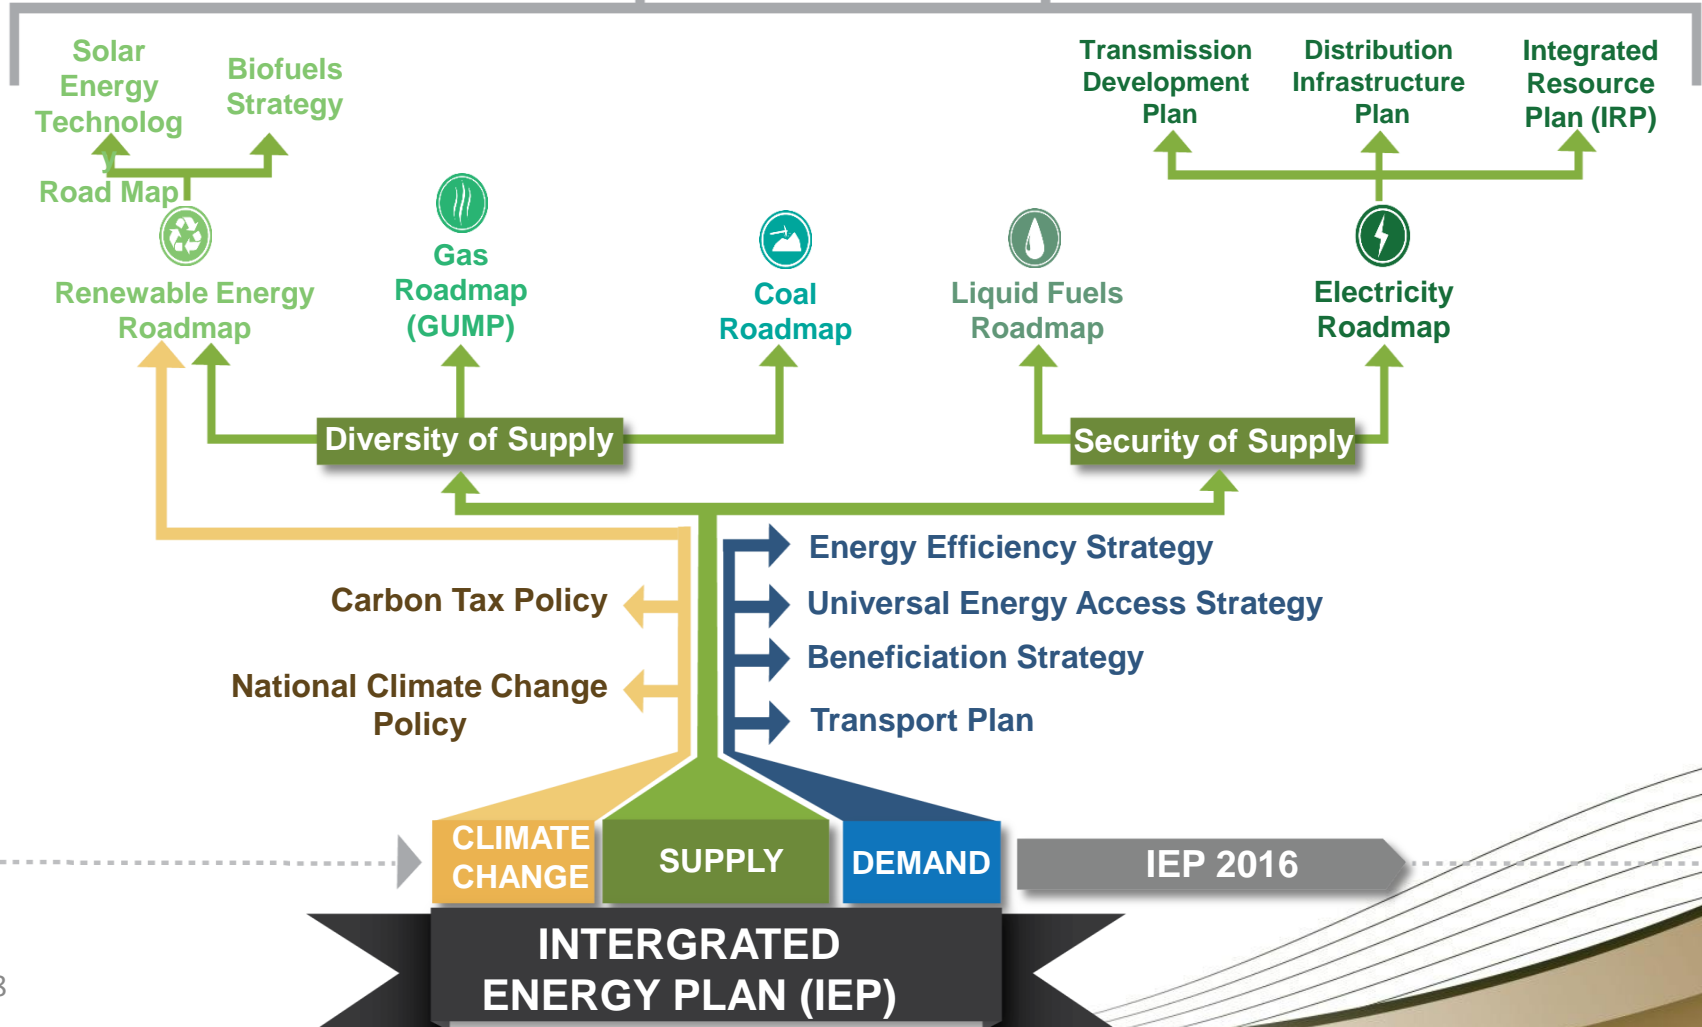 Solar
Energy
Technolog
y
Road Map
Biofuels
Strategy
Transmission
Development
Plan
Distribution
Infrastructure
Plan
Integrated
Resource
Plan (IRP)
Renewable Energy
Roadmap
Gas
Roadmap
(GUMP)
Coal
Roadmap
Liquid Fuels
Roadmap
Electricity
Roadmap
Diversity of Supply
Security of Supply
Energy Efficiency Strategy
Carbon Tax Policy
Universal Energy Access Strategy
Beneficiation Strategy
National Climate Change
Policy
Transport Plan
CLIMATE
CHANGE
SUPPLY
DEMAND
IEP 2016
INTERGRATED
ENERGY PLAN (IEP)